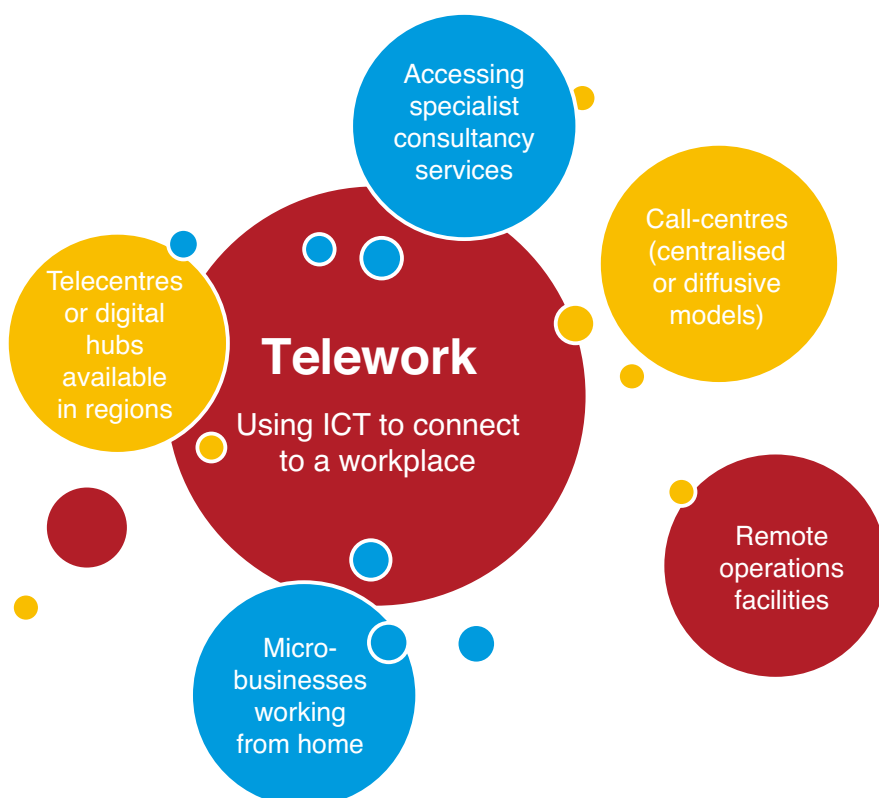 Accessing
specialist
consultancy
services
Call-centres
(centralised
or diffusive
models)
Telecentres
or digital
hubs
available
in regions
Telework
Using ICT to connect
to a workplace
Remote
operations
facilities
Micro-
businesses
working
from home